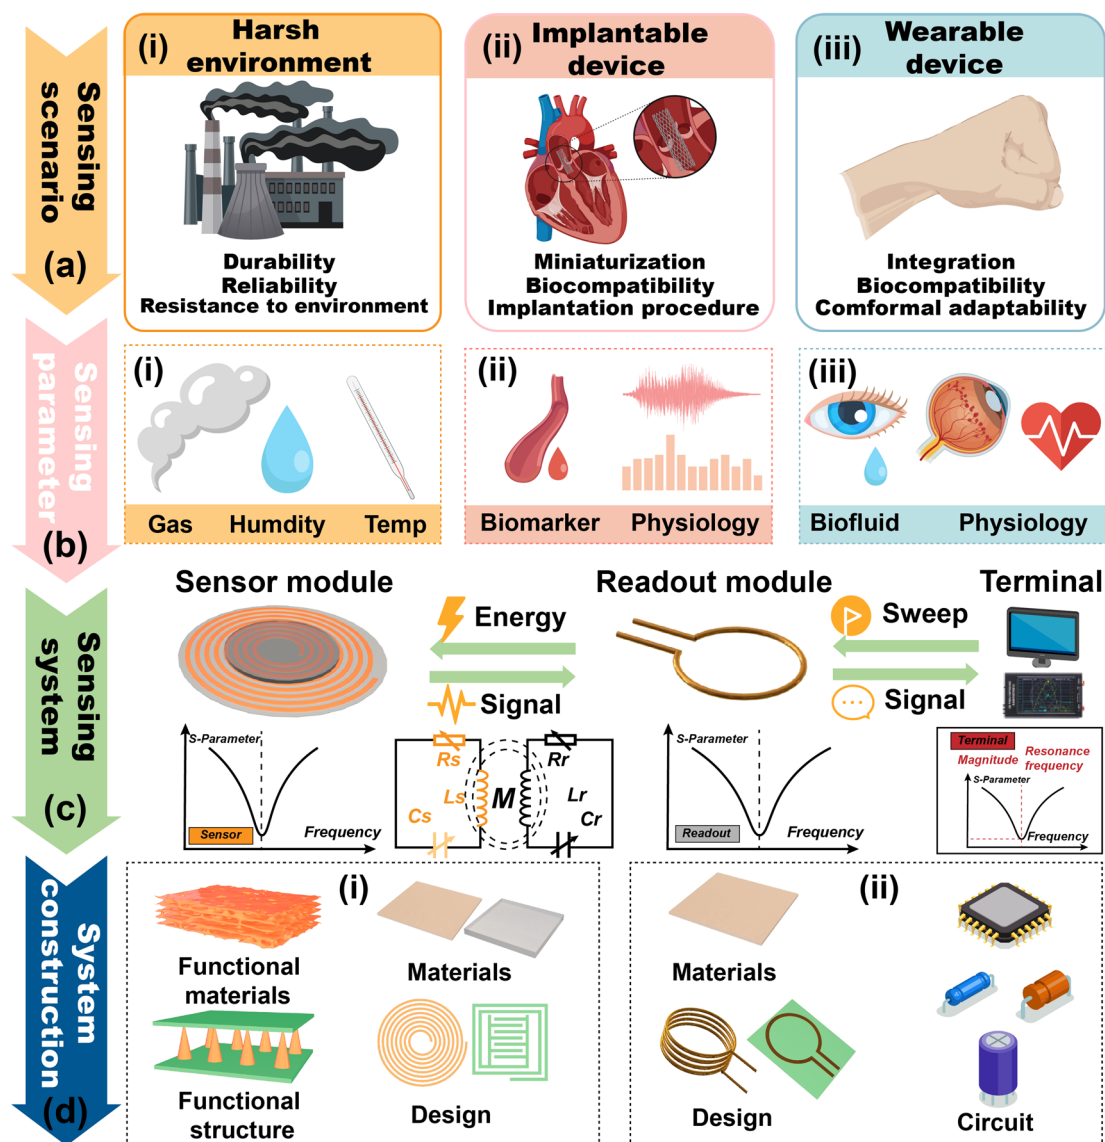 Sensing
scenario
(a)
(i)
Harsh
environment
Durability
Reliability
Resistance to environment
(ii)
Implantable
device
Miniaturization
Biocompatibility
Implantation procedure
(iii)
Wearable
device
Integration
Biocompatibility
Comformal adaptability
Sensing
parameter
(b)
(i)
Gas Humdity Temp
(ii)
Biomarker Physiology
(iii)
Biofluid Physiology
Sensing
system
(c)
Sensor module
Energy
Signal
Readout module
Sweep
Signal
Terminal
S-Parameter
Sensor
Frequency
Rs
Ls
Cs
M
Rr
Lr
Cr
S-Parameter
Readout
Frequency
Terminal
Magnitude
Resonance
frequency
S-Parameter
Frequency
System
construction
(d)
(i)
Functional
materials
Materials
Functional
structure
Design
(ii)
Materials
Design
Circuit